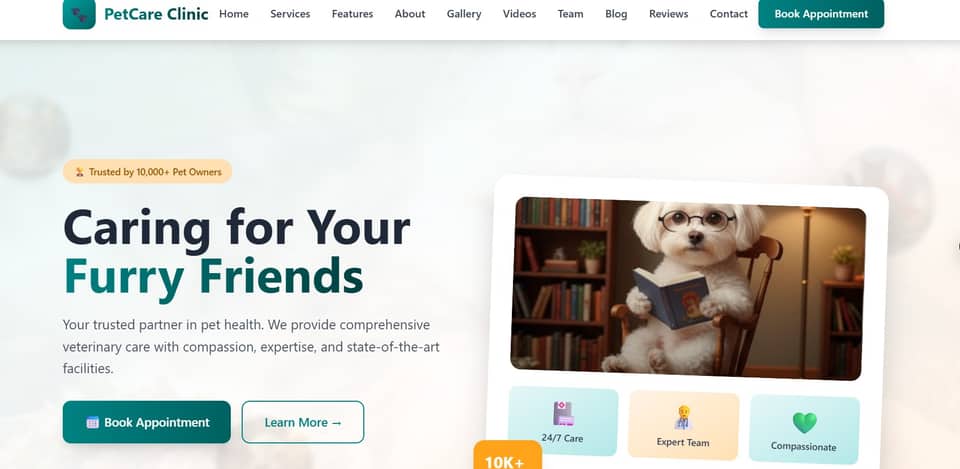 PetCare Clinic Home Services Features About Gallery Videos Team Blog Reviews Contact Book Appointment
Trusted by 10,000+ Pet Owners
Caring for Your
Furry Friends
Your trusted partner in pet health. We provide comprehensive
veterinary care with compassion, expertise, and state-of-the-art
facilities.
Book Appointment Learn More →
24/7 Care Expert Team Compassionate
10K+